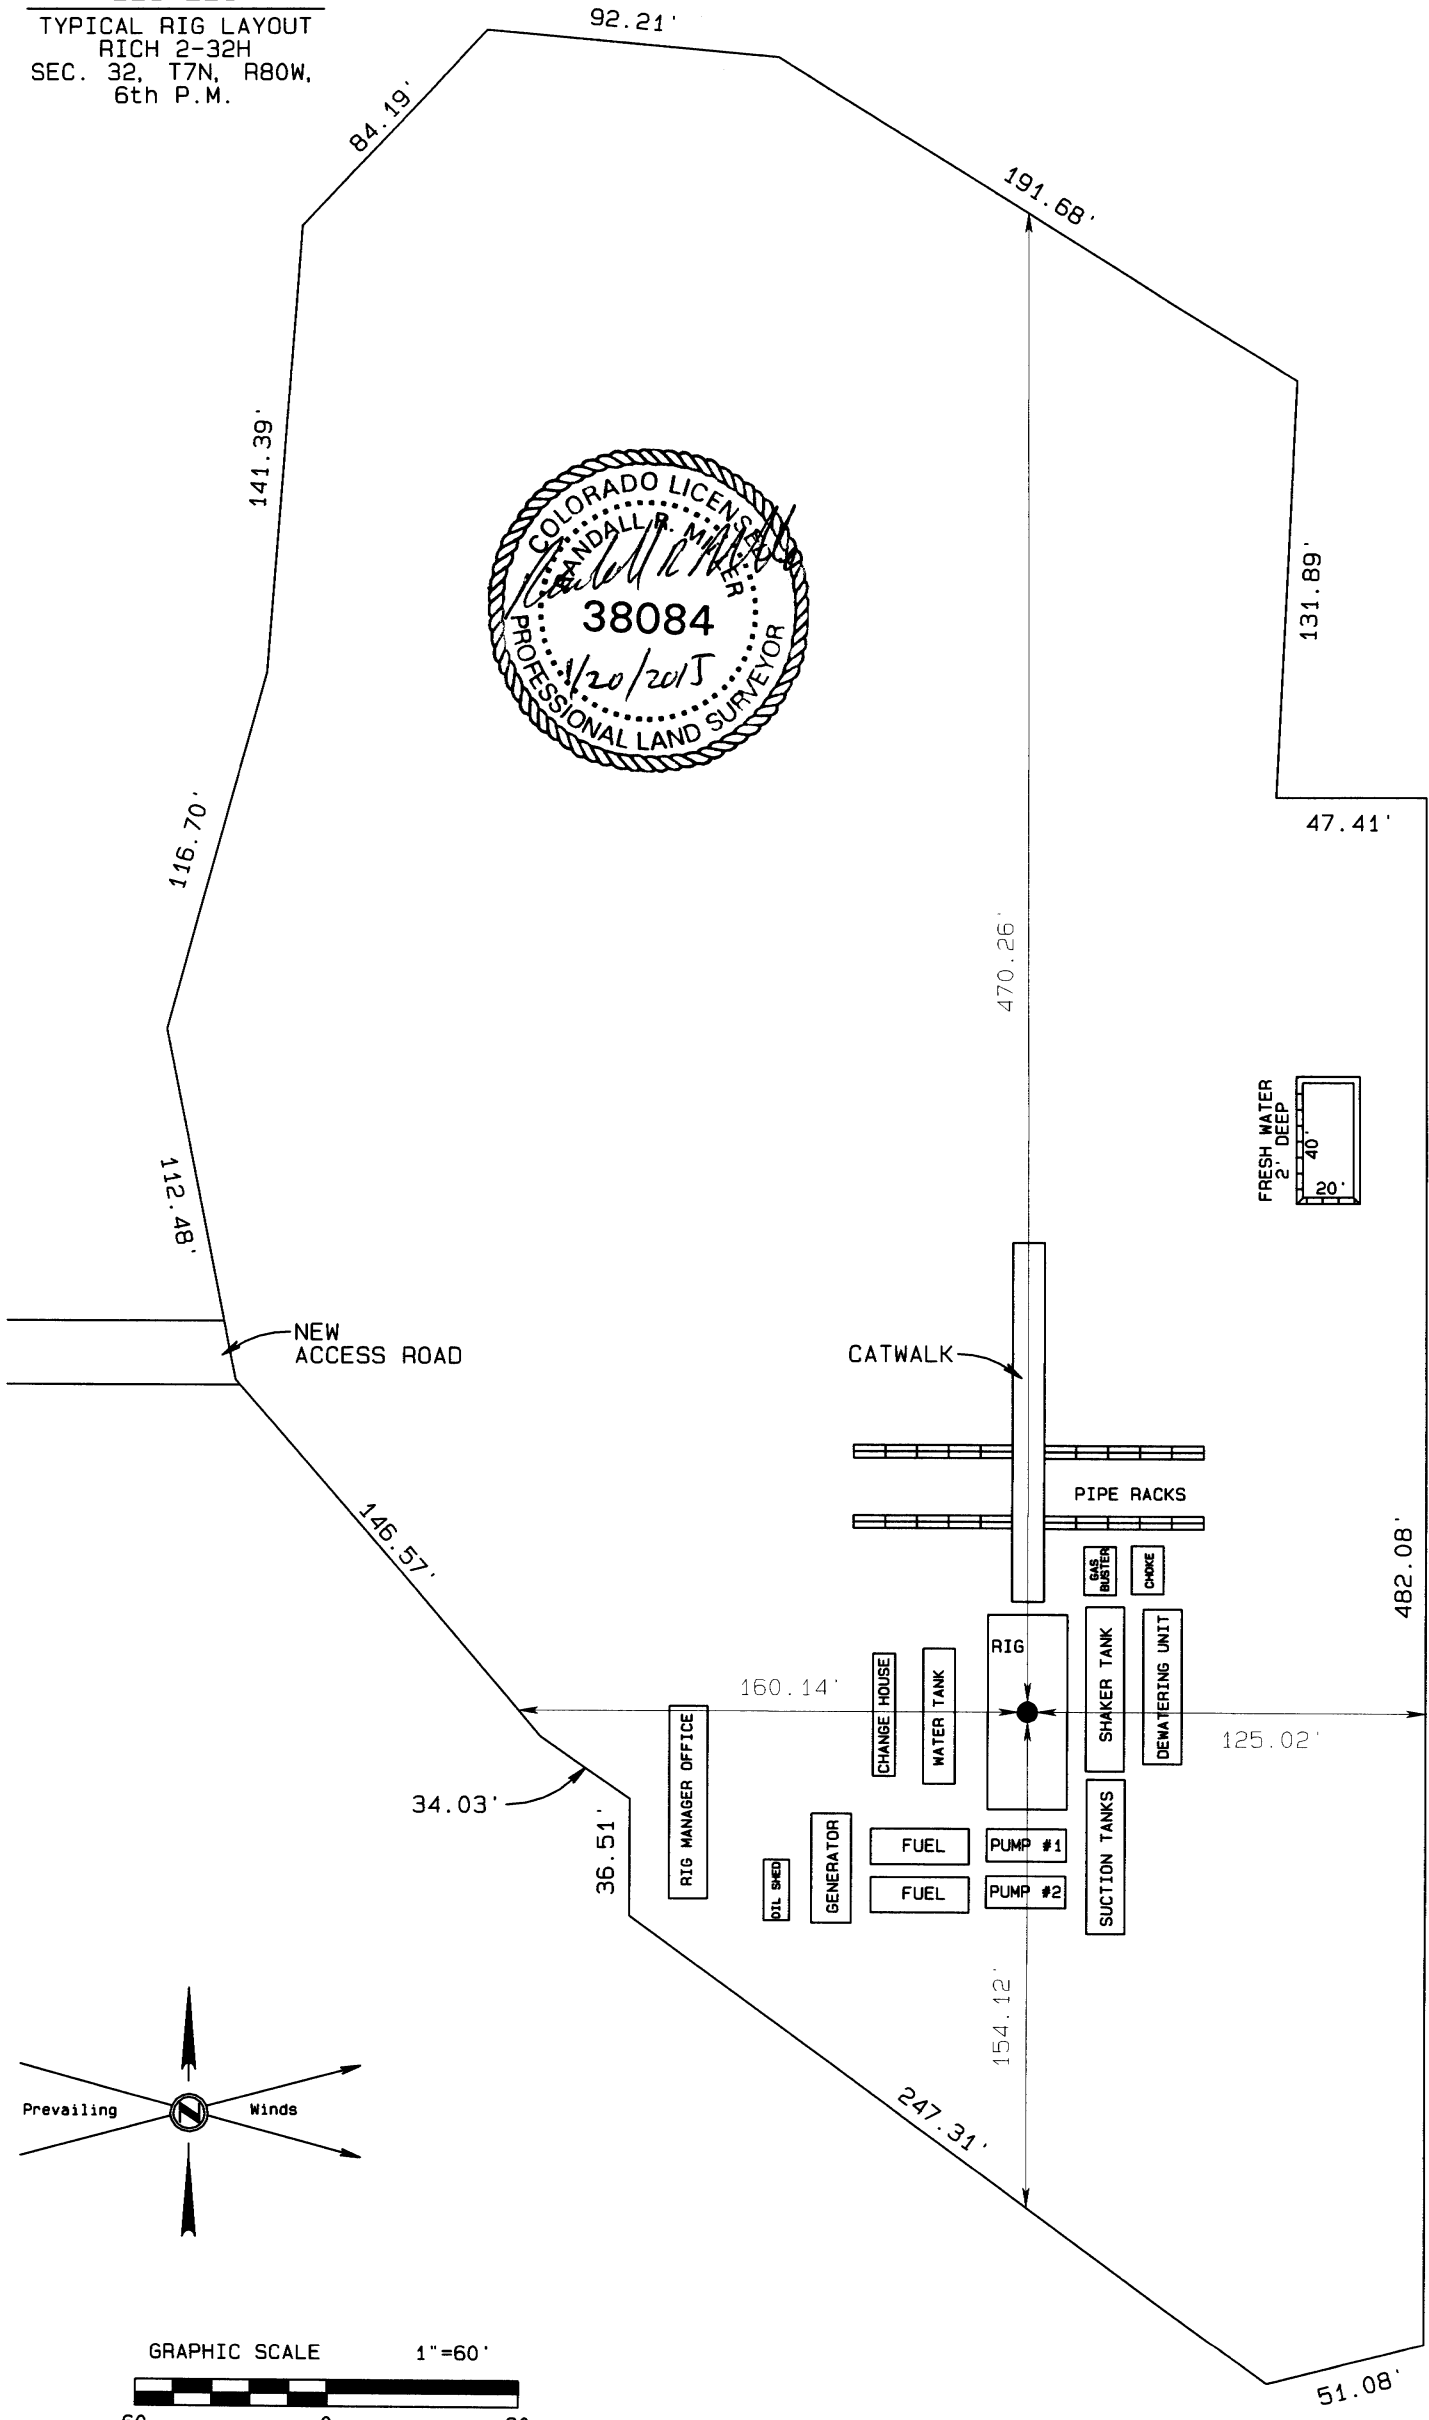 TYPICAL RIG LAYOUT
RICH 2-32H
SEC. 32, T7N, R80W,
6th P.M.
92.21'
84.19'
191.68'
141.39'
COLORADO LICENSED
RANDALL R. MILLER
38084
1/20/2015
PROFESSIONAL LAND SURVEYOR
131.89'
47.41'
116.70'
470.26'
FRESH WATER
2' DEEP
40'
20'
112.48'
NEW
ACCESS ROAD
CATWALK
PIPE RACKS
146.57'
482.08'
GAS
BUSTER
CHOKE
RIG
SHAKER TANK
DEWATERING UNIT
CHANGE HOUSE
WATER TANK
160.14'
125.02'
RIG MANAGER OFFICE
34.03'
36.51'
OIL SHED
GENERATOR
FUEL
PUMP #1
FUEL
PUMP #2
SUCTION TANKS
154.12'
247.31'
Prevailing
N
Winds
GRAPHIC SCALE 1"=60'
51.08'